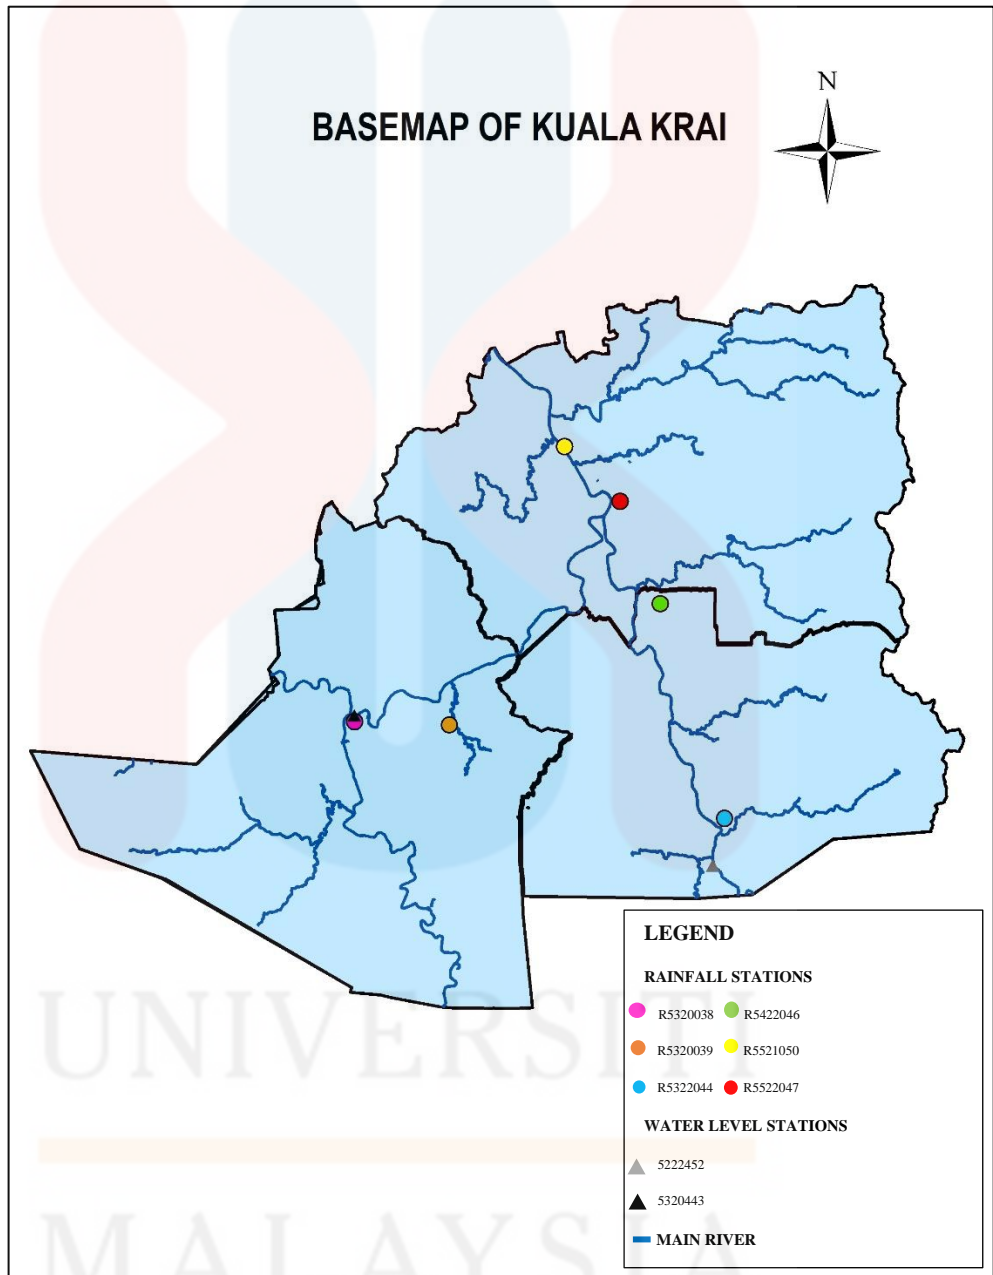 N
BASEMAP OF KUALA KRAI
LEGEND
RAINFALL STATIONS
R5320038 R5422046
R5320039 R5521050
R5322044 R5522047
WATER LEVEL STATIONS
5222452
5320443
MAIN RIVER
UNIVERSITI
MALAYSIA